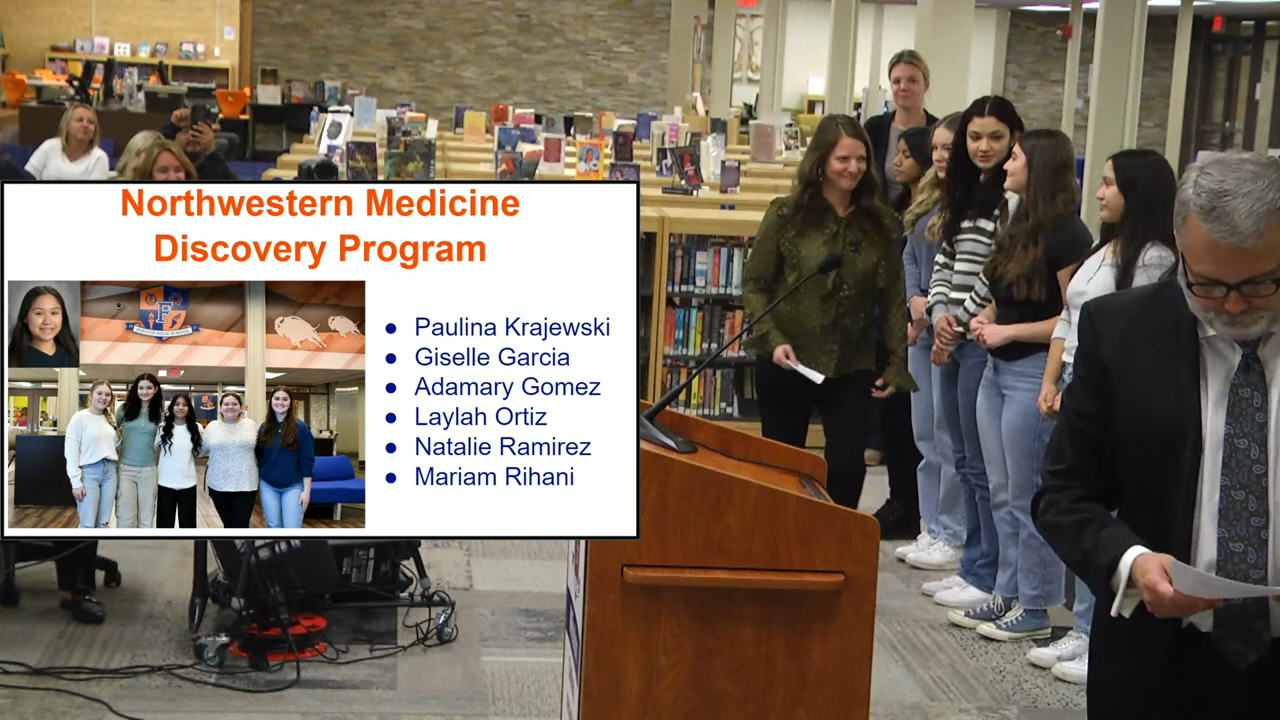 Northwestern Medicine
Discovery Program
● Paulina Krajewski
● Giselle Garcia
● Adamary Gomez
● Laylah Ortiz
● Natalie Ramirez
● Mariam Rihani